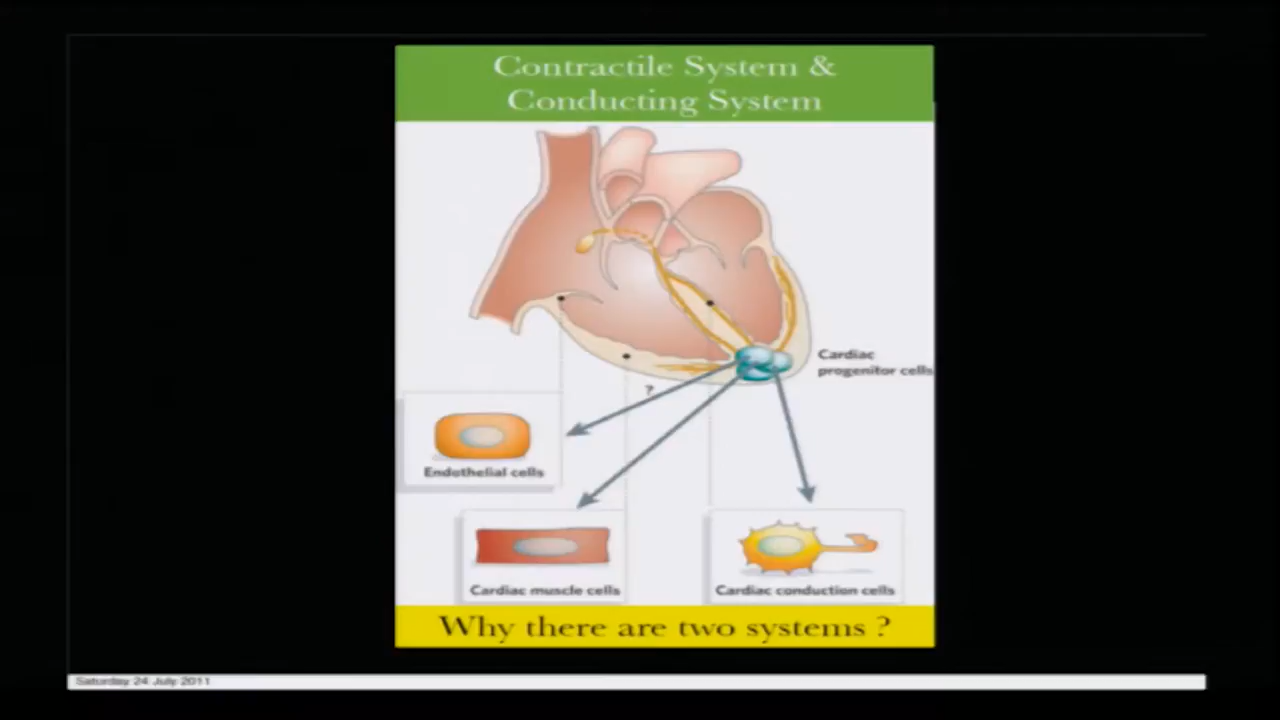 Contractile System &
Conducting System
Cardiac
progenitor cells
?
Endothelial cells
Cardiac muscle cells
Cardiac conduction cells
Why there are two systems ?
Saturday 24 July 2011